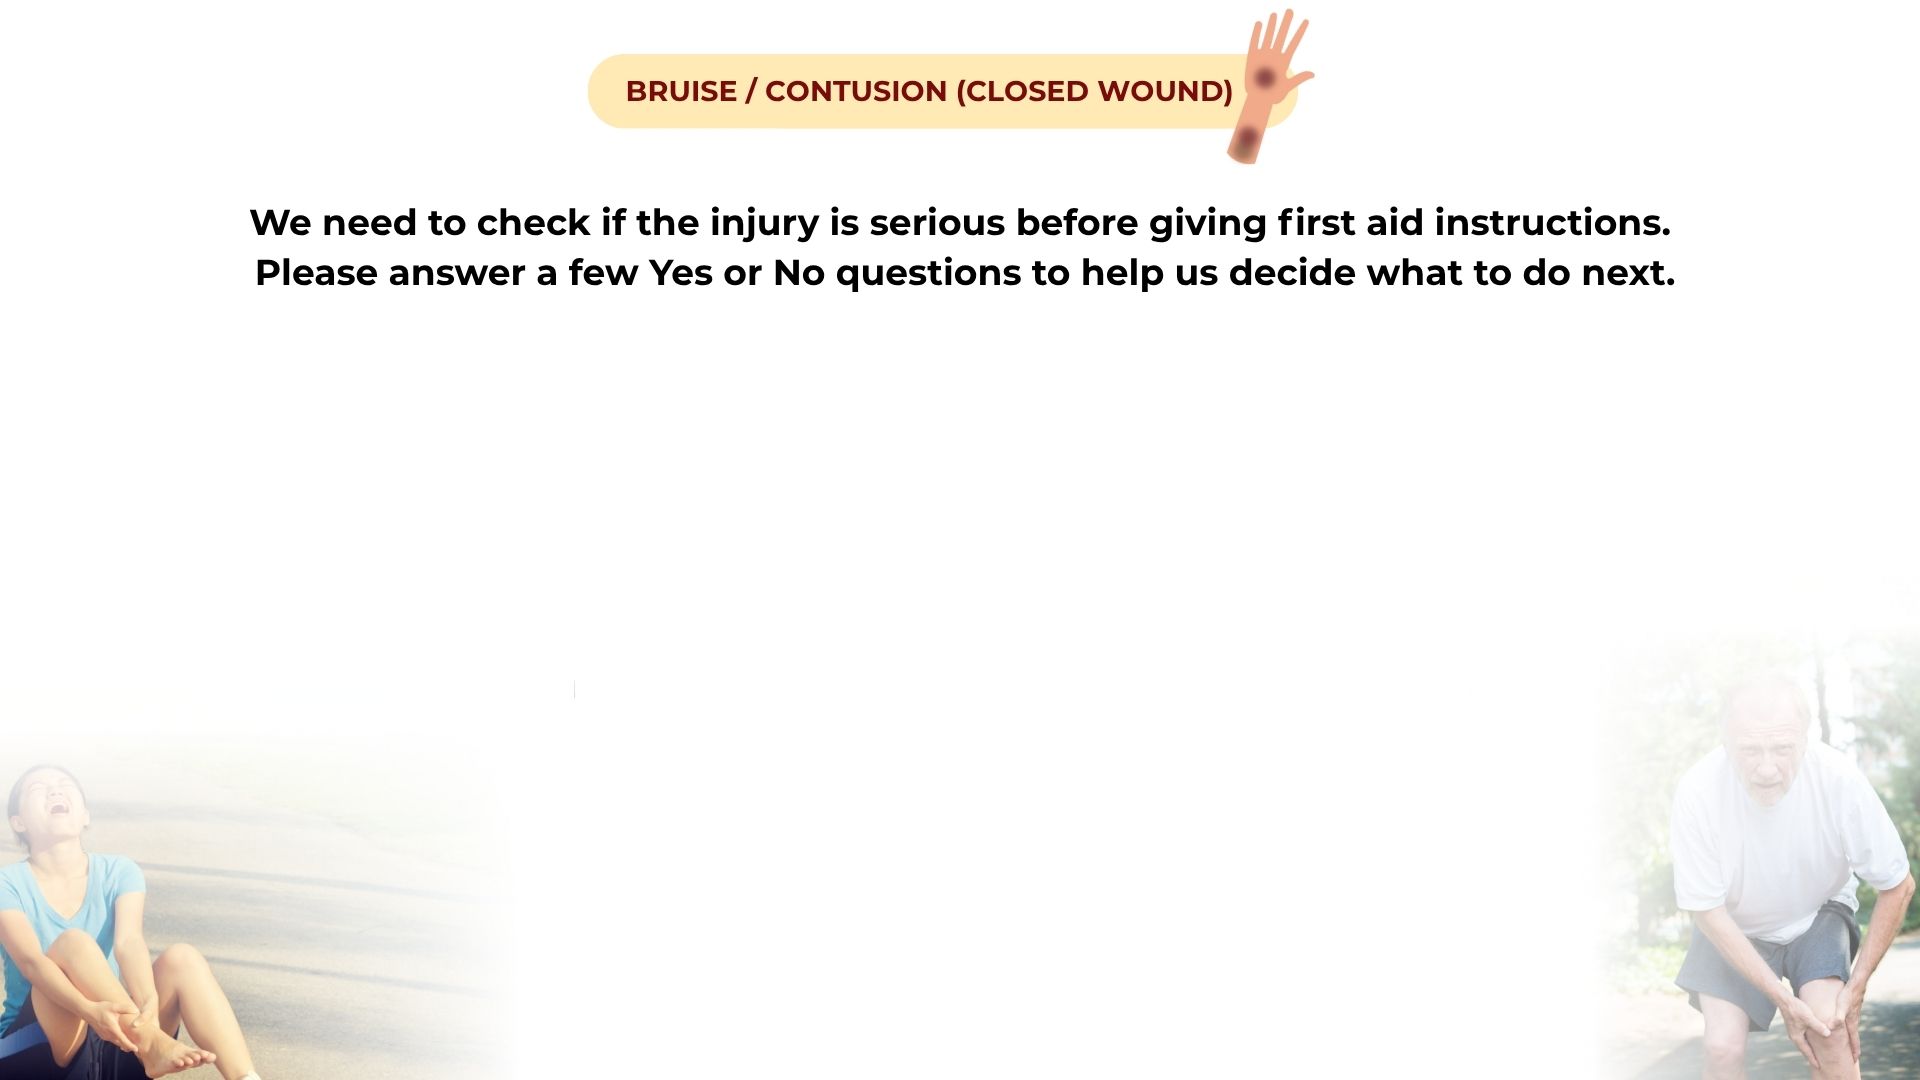 BRUISE / CONTUSION (CLOSED WOUND)
We need to check if the injury is serious before giving first aid instructions.
Please answer a few Yes or No questions to help us decide what to do next.